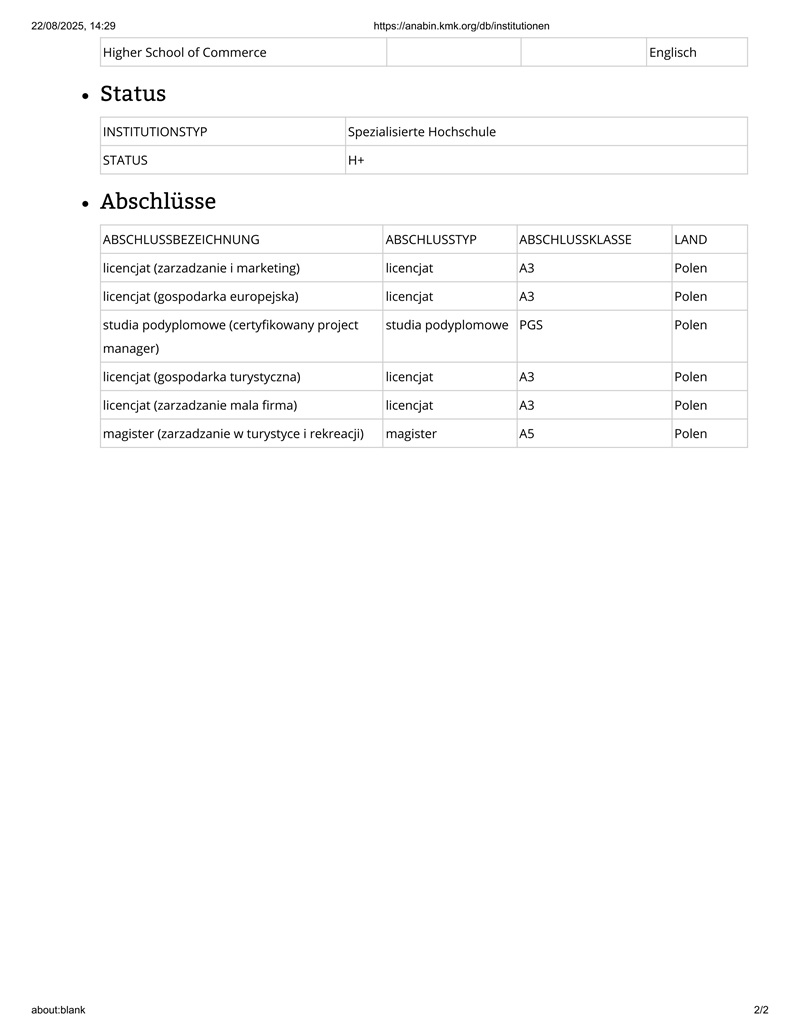 22/08/2025, 14:29 https://anabin.kmk.org/db/institutionen
Higher School of Commerce Englisch
• Status
INSTITUTIONSTYP Spezialisierte Hochschule
STATUS H+
• Abschlüsse
ABSCHLUSSBEZEICHNUNG ABSCHLUSSTYP ABSCHLUSSKLASSE LAND
licencjat (zarzadzanie i marketing) licencjat A3 Polen
licencjat (gospodarka europejska) licencjat A3 Polen
studia podyplomowe (certyfikowany project studia podyplomowe PGS Polen
manager)
licencjat (gospodarka turystyczna) licencjat A3 Polen
licencjat (zarzadzanie mala firma) licencjat A3 Polen
magister (zarzadzanie w turystyce i rekreacji) magister A5 Polen
about:blank 2/2